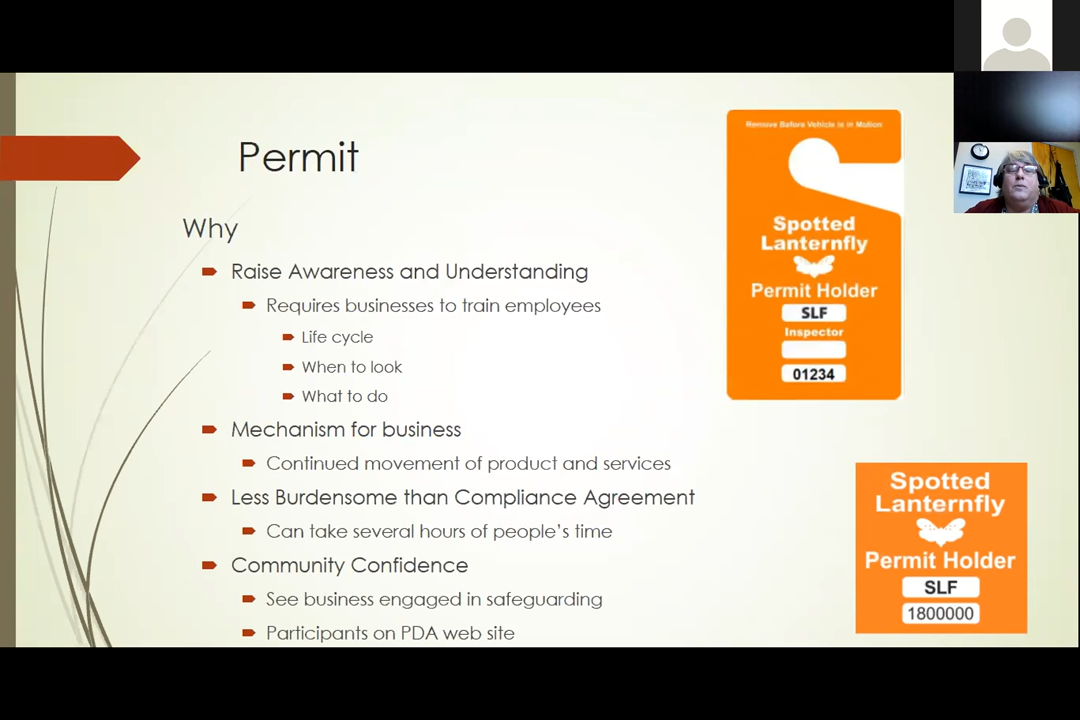 Permit
Why
Raise Awareness and Understanding
Requires businesses to train employees
Life cycle
When to look
What to do
Mechanism for business
Continued movement of product and services
Less Burdensome than Compliance Agreement
Can take several hours of people's time
Community Confidence
See business engaged in safeguarding
Participants on PDA web site
Remove Before Vehicle is in Motion
Spotted
Lanternfly
Permit Holder
SLF
Inspector
01234
Spotted
Lanternfly
Permit Holder
SLF
1800000